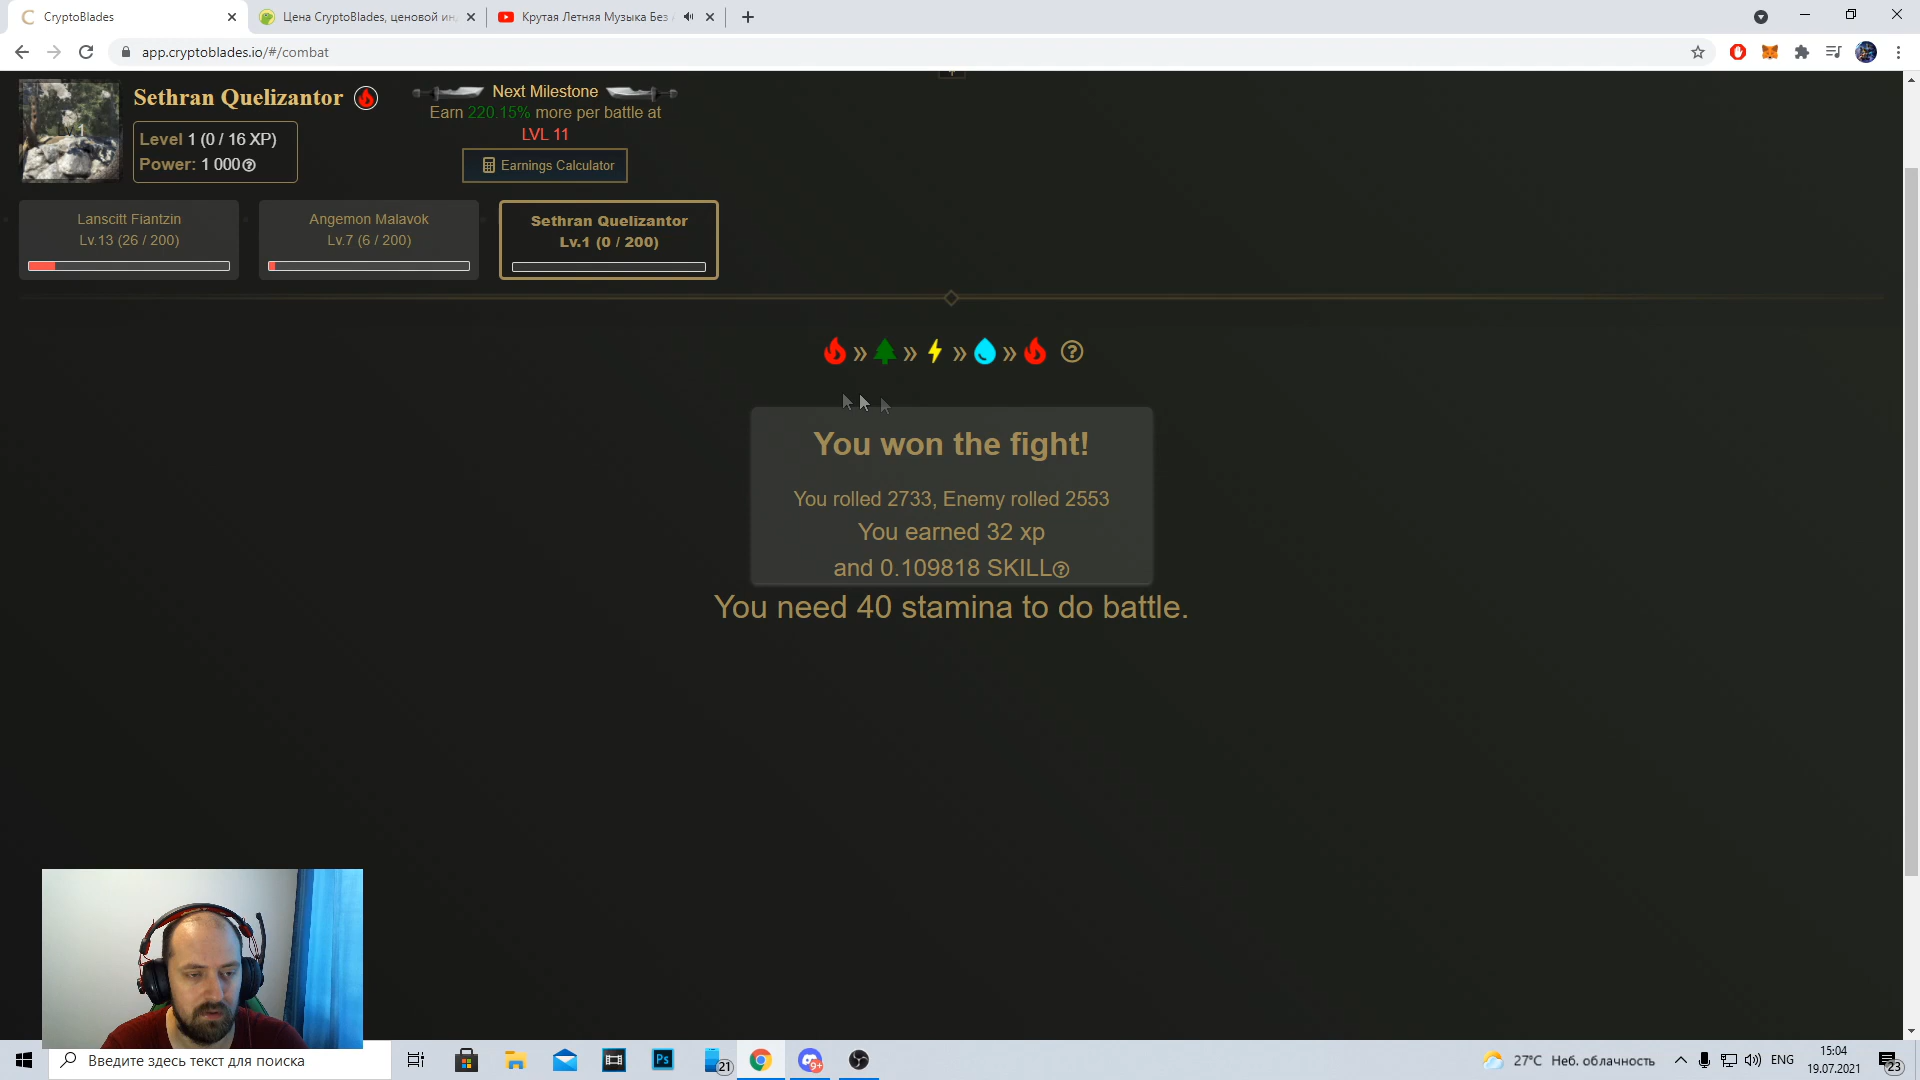 CryptoBlades
Цена CryptoBlades, ценовой ин
Крутая Летняя Музыка Без
app.cryptoblades.io/#/combat
Sethran Quelizantor
Level 1 (0 / 16 XP)
Power: 1 000
Next Milestone
Earn 220.15% more per battle at
LVL 11
Earnings Calculator
Lanscitt Fiantzin
Lv.13 (26 / 200)
Angemon Malavok
Lv.7 (6 / 200)
Sethran Quelizantor
Lv.1 (0 / 200)
You won the fight!
You rolled 2733, Enemy rolled 2553
You earned 32 xp
and 0.109818 SKILL
You need 40 stamina to do battle.
Введите здесь текст для поиска
Ps
21
9+
27°C Неб. облачность
ENG
15:04
19.07.2021
23